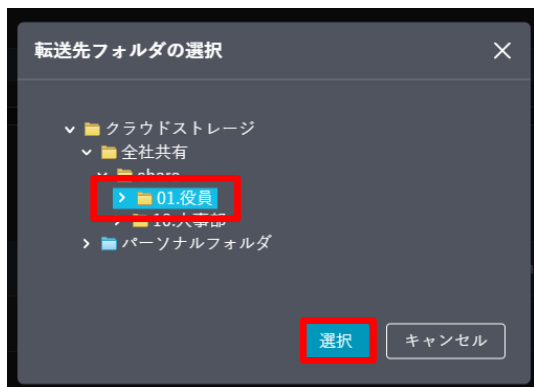 転送先フォルダの選択
クラウドストレージ
全社共有
share
01.役員
10.人事部
パーソナルフォルダ
選択
キャンセル